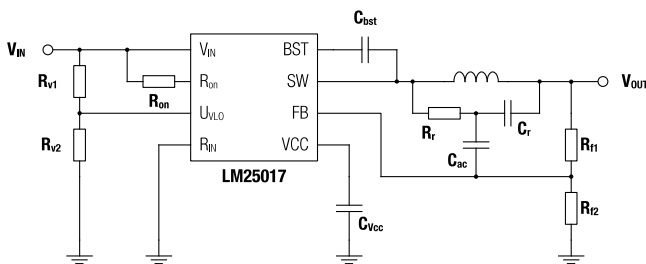 Cbst
VIN
VIN
BST
Rv1
Ron
SW
VOUT
Ron
Rr
Cr
UVLO
FB
Rf1
Rv2
RIN
VCC
Cac
LM25017
CVcc
Rf2